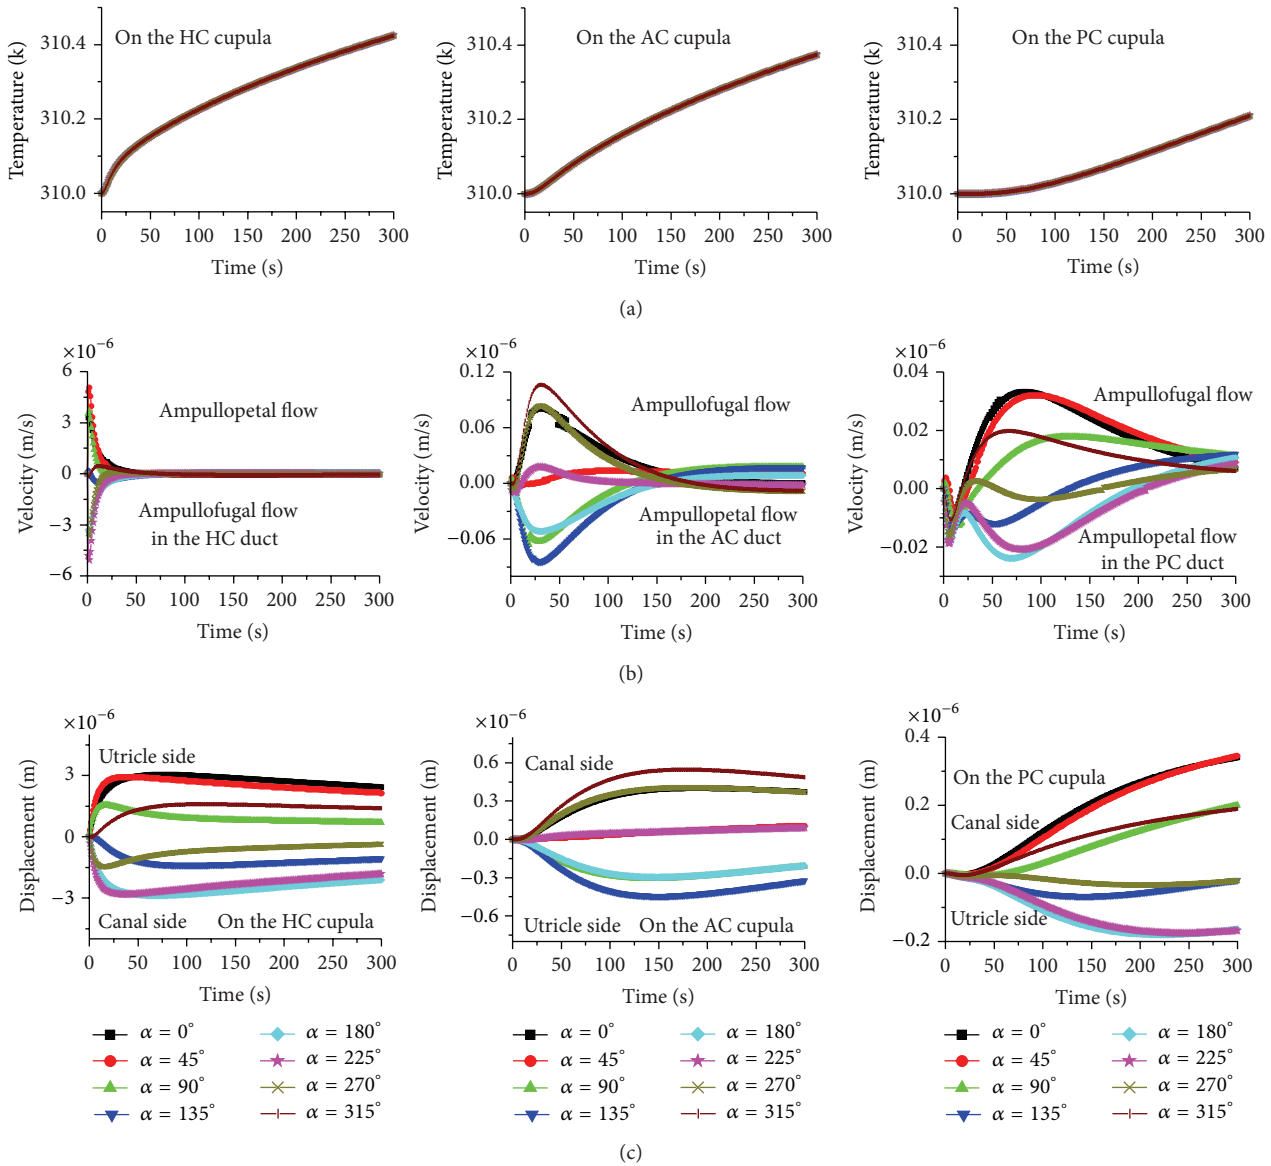 On the HC cupula
Temperature (k)
310.4
310.2
310.0
0 50 100 150 200 250 300
Time (s)
On the AC cupula
Temperature (k)
310.4
310.2
310.0
0 50 100 150 200 250 300
Time (s)
On the PC cupula
Temperature (k)
310.4
310.2
310.0
0 50 100 150 200 250 300
Time (s)
(a)
×10⁻⁶
Velocity (m/s)
6
3
0
−3
−6
Ampullopetal flow
Ampullofugal flow
in the HC duct
0 50 100 150 200 250 300
Time (s)
×10⁻⁶
Velocity (m/s)
0.12
0.06
0.00
−0.06
Ampullofugal flow
Ampullopetal flow
in the AC duct
0 50 100 150 200 250 300
Time (s)
×10⁻⁶
Velocity (m/s)
0.04
0.02
0.00
−0.02
Ampullofugal flow
Ampullopetal flow
in the PC duct
0 50 100 150 200 250 300
Time (s)
(b)
×10⁻⁶
Displacement (m)
3
0
−3
Utricle side
Canal side On the HC cupula
0 50 100 150 200 250 300
Time (s)
×10⁻⁶
Displacement (m)
0.6
0.3
0.0
−0.3
−0.6
Canal side
Utricle side On the AC cupula
0 50 100 150 200 250 300
Time (s)
×10⁻⁶
Displacement (m)
0.4
0.2
0.0
−0.2
On the PC cupula
Canal side
Utricle side
0 50 100 150 200 250 300
Time (s)
α = 0° α = 180°
α = 45° α = 225°
α = 90° α = 270°
α = 135° α = 315°
α = 0° α = 180°
α = 45° α = 225°
α = 90° α = 270°
α = 135° α = 315°
α = 0° α = 180°
α = 45° α = 225°
α = 90° α = 270°
α = 135° α = 315°
(c)